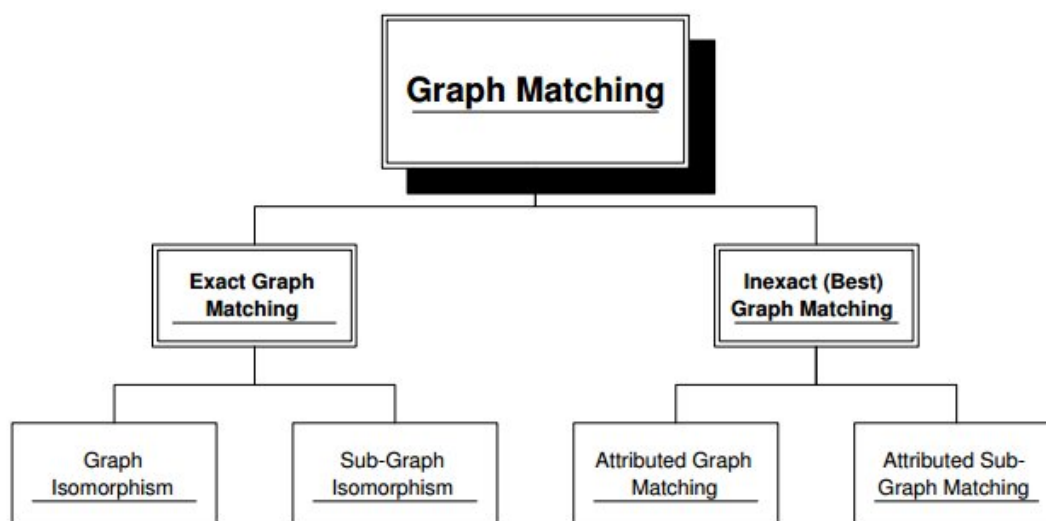 Graph Matching
Exact Graph
Matching
Inexact (Best)
Graph Matching
Graph
Isomorphism
Sub-Graph
Isomorphism
Attributed Graph
Matching
Attributed Sub-
Graph Matching